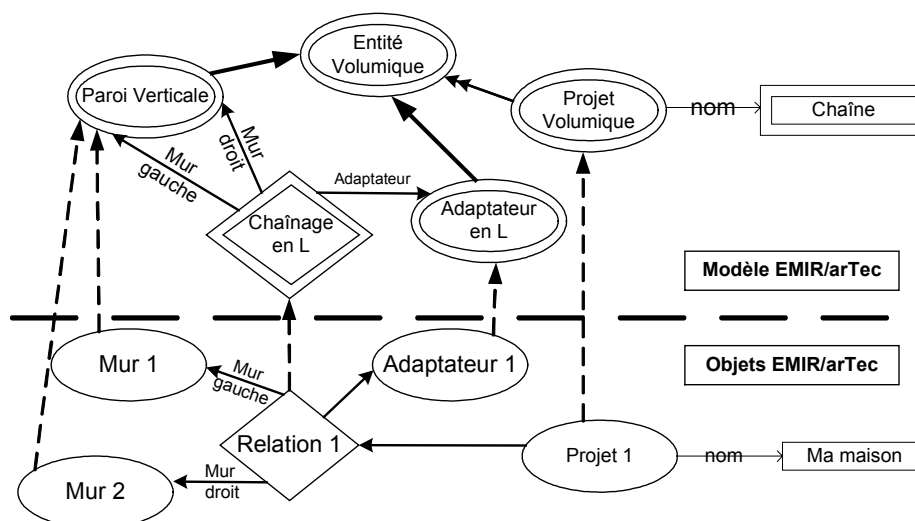 Entité
Volumique
Paroi Verticale
Projet
Volumique
nom
Chaîne
Mur
droit
Mur
gauche
Adaptateur
Chaînage
en L
Adaptateur
en L
Modèle EMIR/arTec
Mur 1
Mur
gauche
Adaptateur 1
Objets EMIR/arTec
Relation 1
Projet 1
nom
Ma maison
Mur
droit
Mur 2